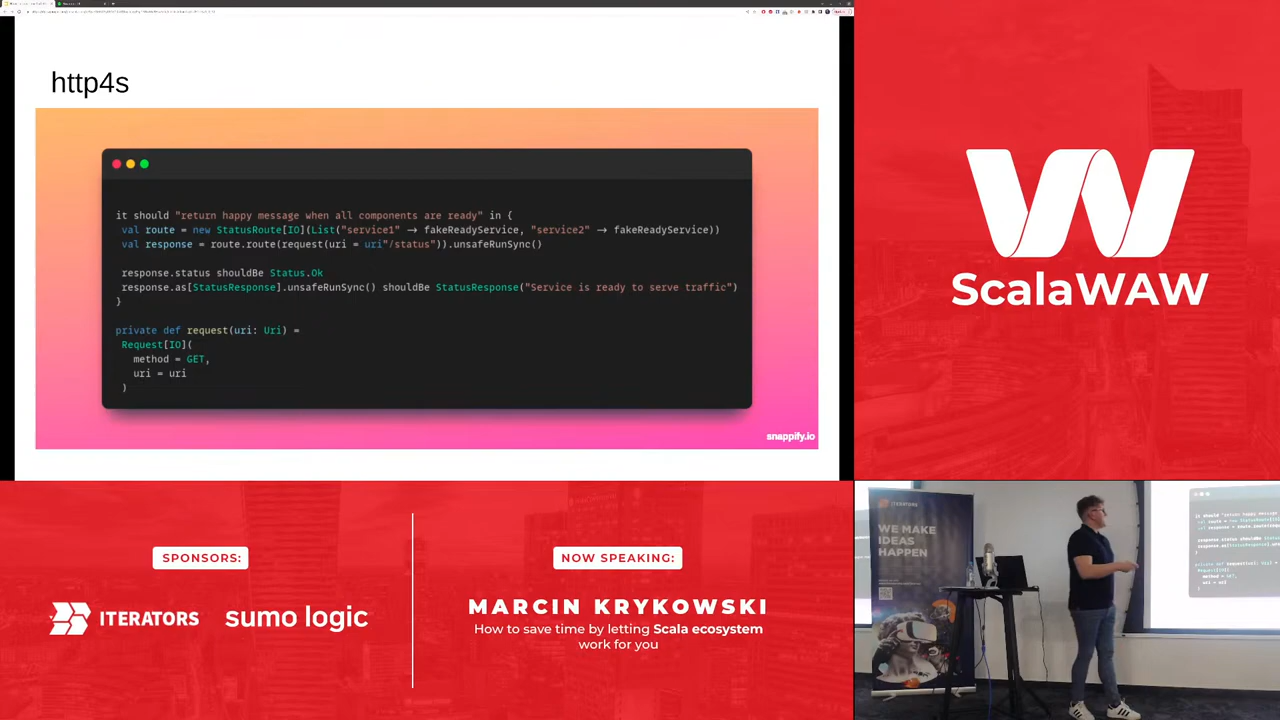 http4s
it should "return happy message when all components are ready" in {
val route = new StatusRoute[IO](List("service1" → fakeReadyService, "service2" → fakeReadyService))
val response = route.route(request(uri = uri"/status")).unsafeRunSync()
response.status shouldBe Status.Ok
response.as[StatusResponse].unsafeRunSync() shouldBe StatusResponse("Service is ready to serve traffic")
}
private def request(uri: Uri) =
Request[IO](
method = GET,
uri = uri
)
snappify.io
ScalaWAW
SPONSORS:
ITERATORS
sumo logic
NOW SPEAKING:
MARCIN KRYKOWSKI
How to save time by letting Scala ecosystem
work for you
ITERATORS
WE MAKE
IDEAS
HAPPEN